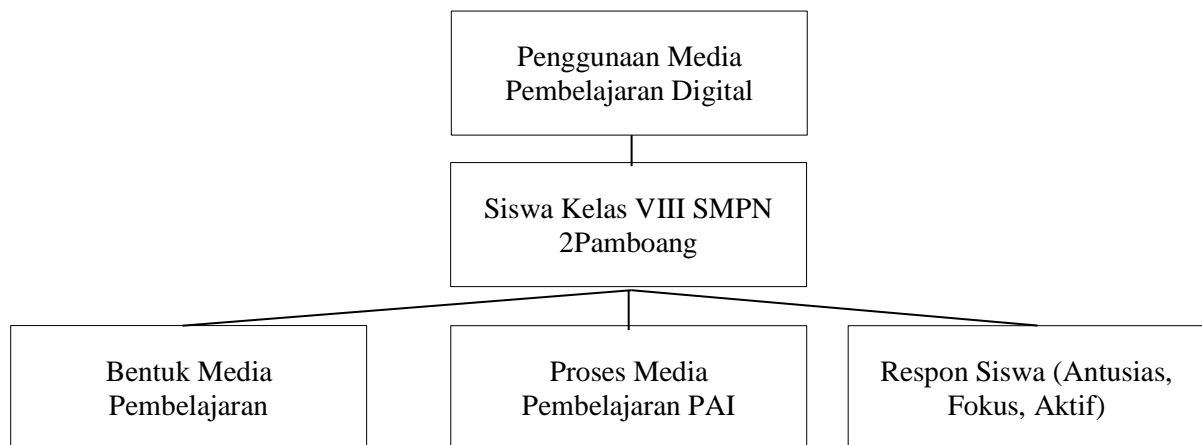 Penggunaan Media
Pembelajaran Digital
Siswa Kelas VIII SMPN
2Pamboang
Bentuk Media
Pembelajaran
Proses Media
Pembelajaran PAI
Respon Siswa (Antusias,
Fokus, Aktif)